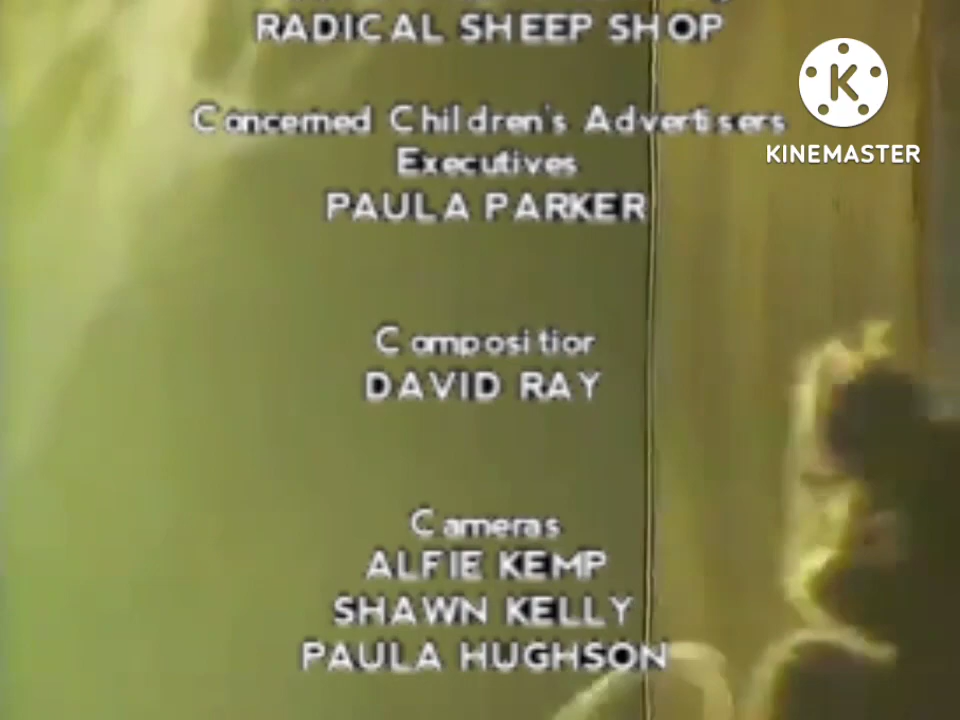 RADICAL SHEEP SHOP
Concerned Children's Advertisers
Executives
PAULA PARKER
Composition
DAVID RAY
Cameras
ALFIE KEMP
SHAWN KELLY
PAULA HUGHSON
K
KINEMASTER